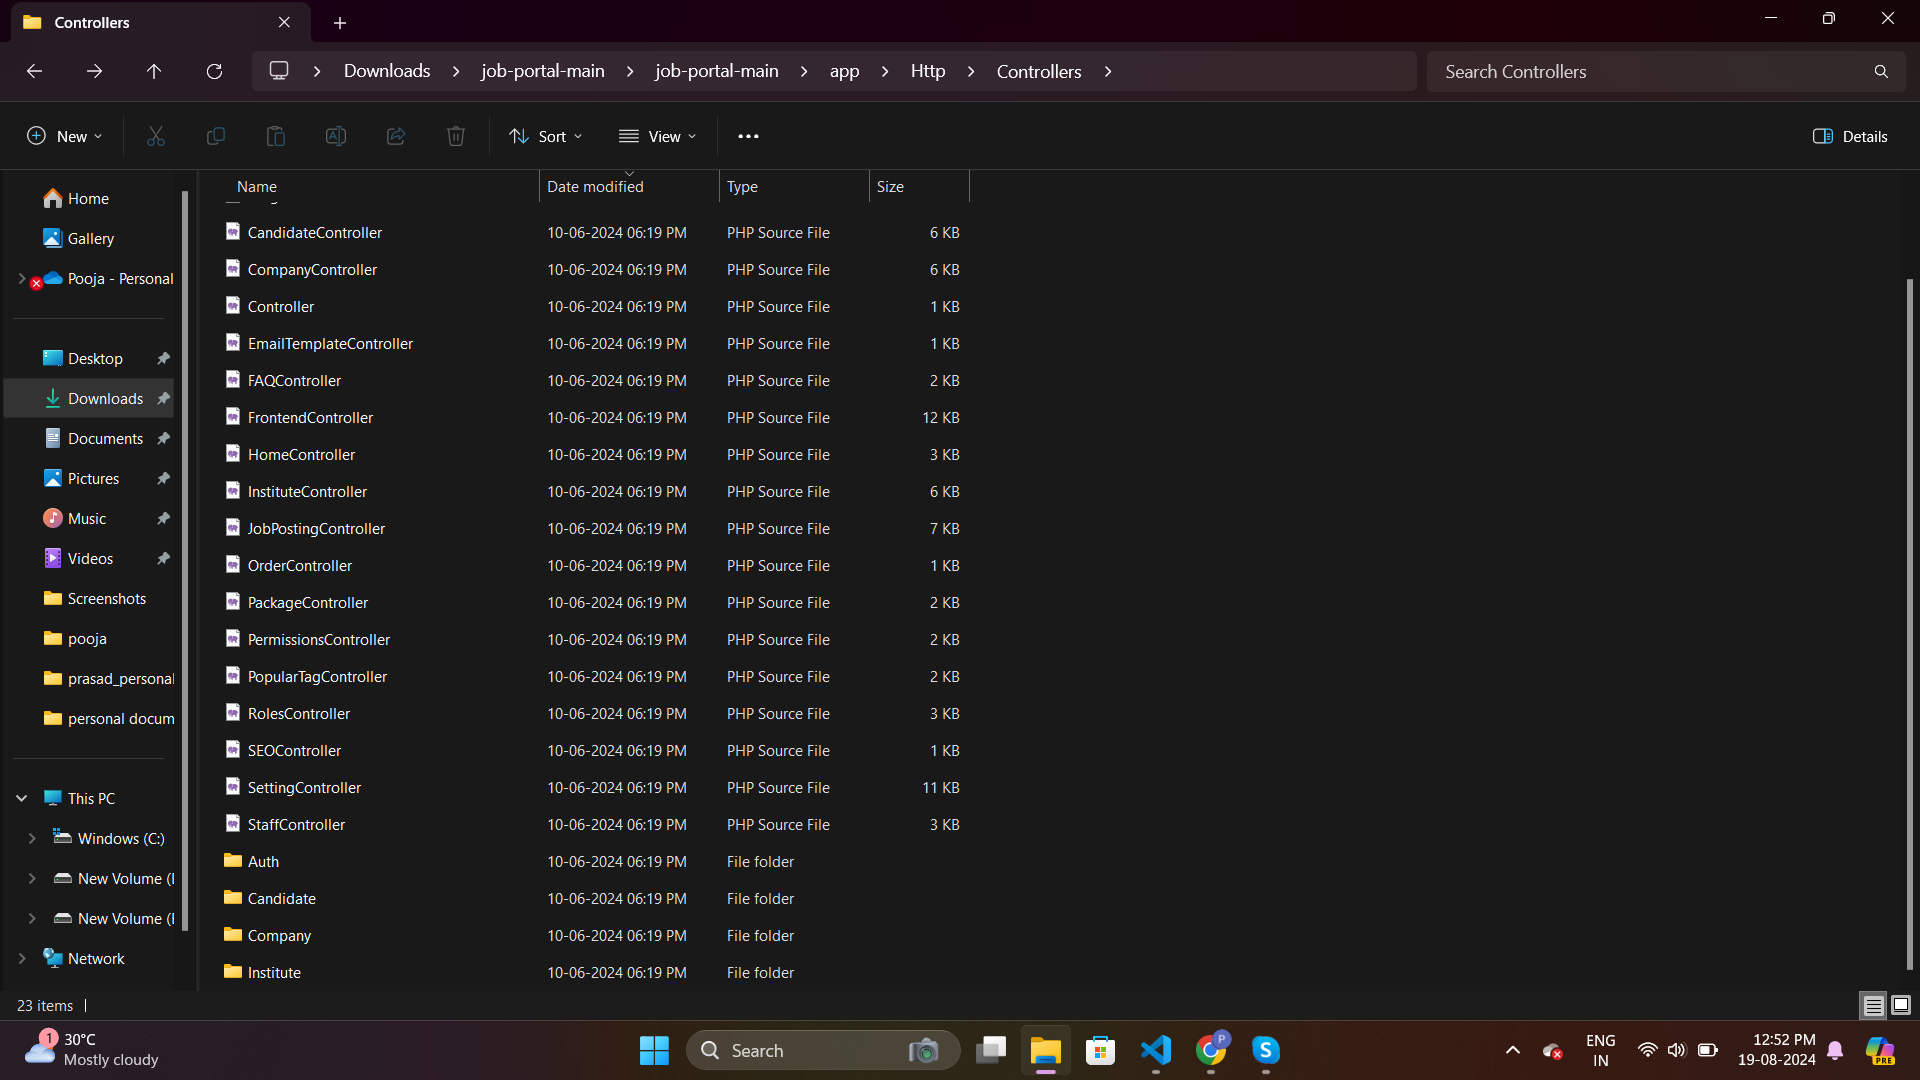 Controllers
Downloads > job-portal-main > job-portal-main > app > Http > Controllers >
Search Controllers
New
Sort
View
Details
Home
Gallery
Pooja - Personal
Desktop
Downloads
Documents
Pictures
Music
Videos
Screenshots
pooja
prasad_personal
personal docum
This PC
Windows (C:)
New Volume (
New Volume (
Network
Name Date modified Type Size
CandidateController 10-06-2024 06:19 PM PHP Source File 6 KB
CompanyController 10-06-2024 06:19 PM PHP Source File 6 KB
Controller 10-06-2024 06:19 PM PHP Source File 1 KB
EmailTemplateController 10-06-2024 06:19 PM PHP Source File 1 KB
FAQController 10-06-2024 06:19 PM PHP Source File 2 KB
FrontendController 10-06-2024 06:19 PM PHP Source File 12 KB
HomeController 10-06-2024 06:19 PM PHP Source File 3 KB
InstituteController 10-06-2024 06:19 PM PHP Source File 6 KB
JobPostingController 10-06-2024 06:19 PM PHP Source File 7 KB
OrderController 10-06-2024 06:19 PM PHP Source File 1 KB
PackageController 10-06-2024 06:19 PM PHP Source File 2 KB
PermissionsController 10-06-2024 06:19 PM PHP Source File 2 KB
PopularTagController 10-06-2024 06:19 PM PHP Source File 2 KB
RolesController 10-06-2024 06:19 PM PHP Source File 3 KB
SEOController 10-06-2024 06:19 PM PHP Source File 1 KB
SettingController 10-06-2024 06:19 PM PHP Source File 11 KB
StaffController 10-06-2024 06:19 PM PHP Source File 3 KB
Auth 10-06-2024 06:19 PM File folder
Candidate 10-06-2024 06:19 PM File folder
Company 10-06-2024 06:19 PM File folder
Institute 10-06-2024 06:19 PM File folder
23 items
1
30°C
Mostly cloudy
Search
P
S
ENG
IN
12:52 PM
19-08-2024
PRE